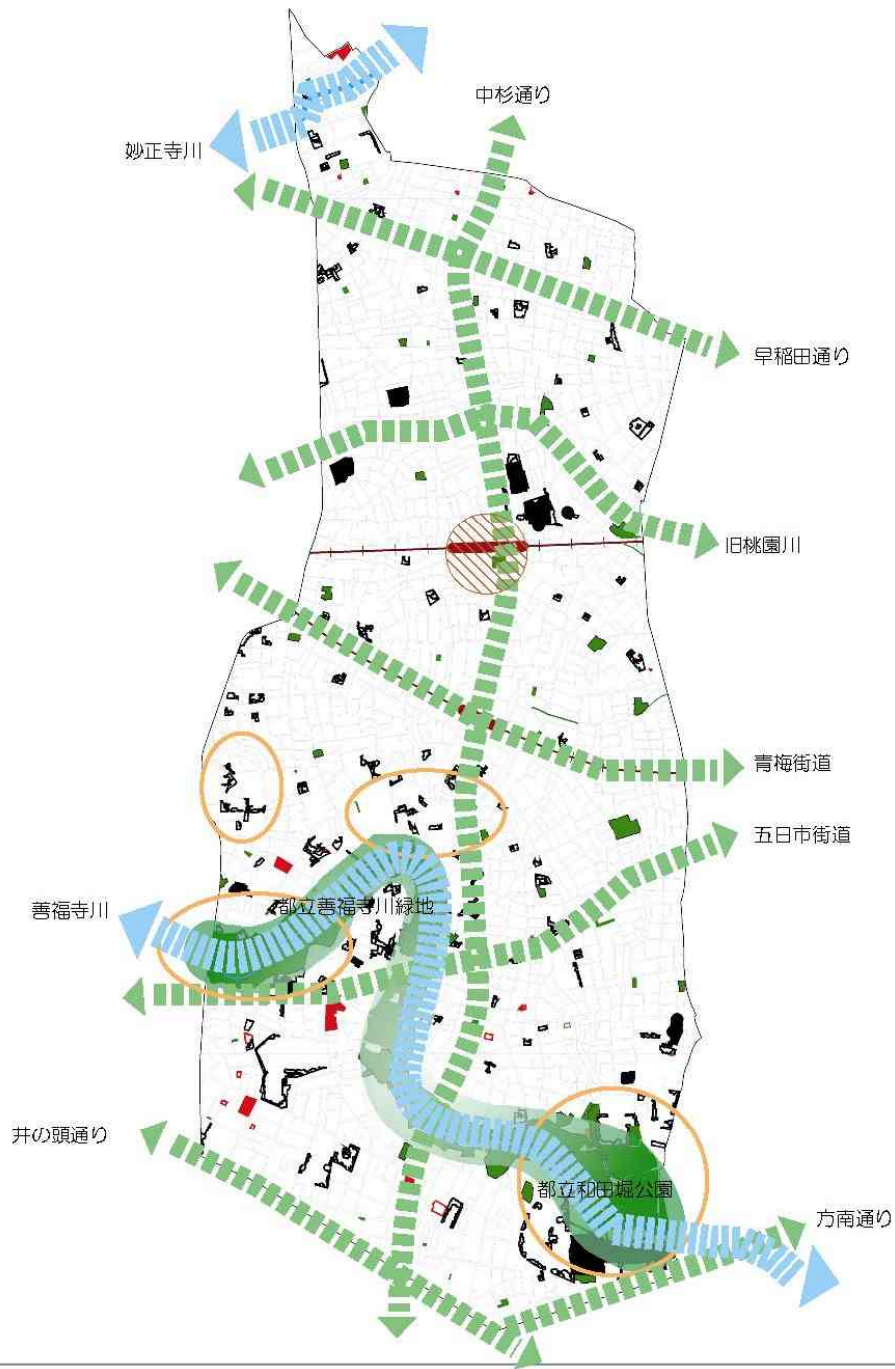 中杉通り
妙正寺川
早稲田通り
旧桃園川
青梅街道
五日市街道
善福寺川
都立善福寺川緑地
井の頭通り
都立和田堀公園
方南通り